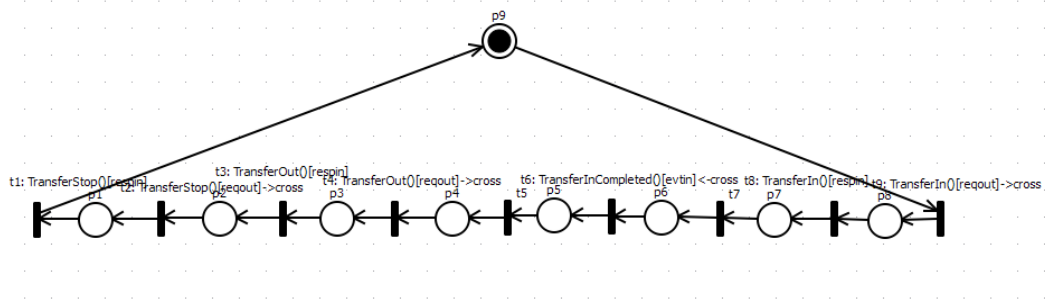 p9
t1: TransferStop()[respin]
p1
t2: TransferStop()[reqout]->cross
p2
t3: TransferOut()[respin]
p3
t4: TransferOut()[reqout]->cross
p4
t5
p5
t6: TransferInCompleted()[evtin]<-cross
p6
t7
p7
t8: TransferIn()[respin]
p8
t9: TransferIn()[reqout]->cross